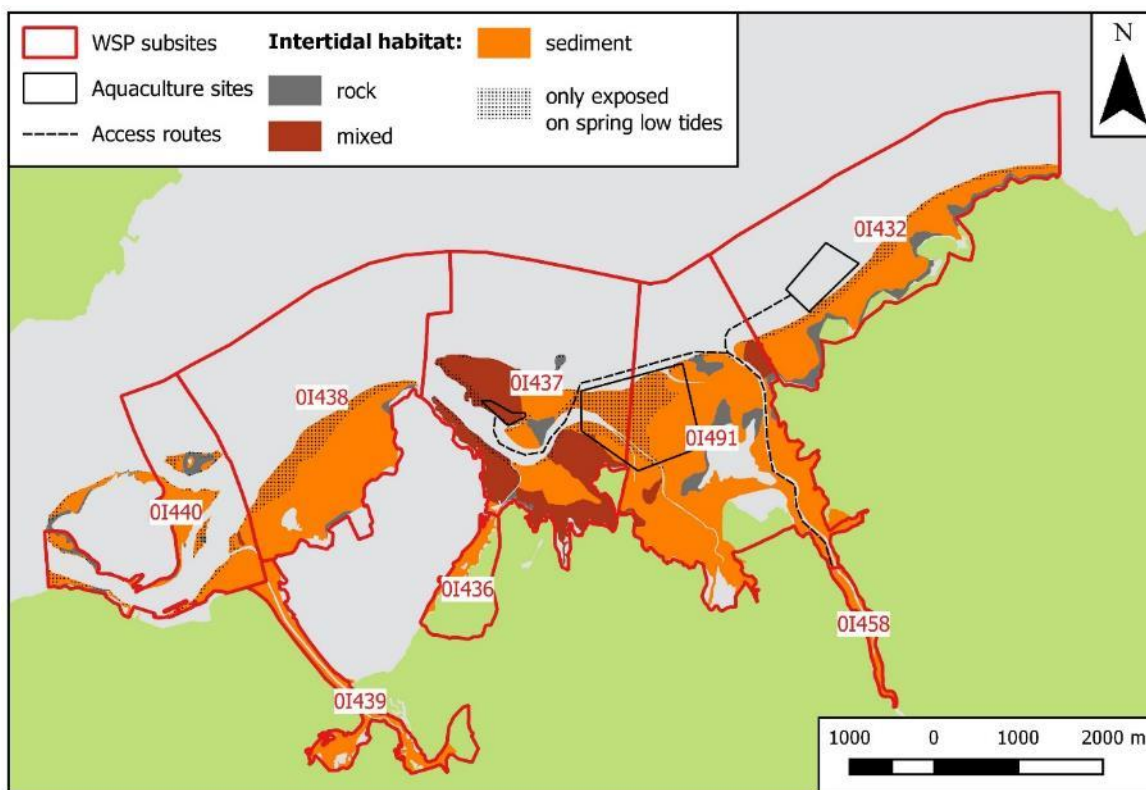 WSP subsites
Aquaculture sites
Access routes
Intertidal habitat:
rock
mixed
sediment
only exposed
on spring low tides
N
0I432
0I437
0I438
0I491
0I440
0I436
0I458
0I439
1000 0 1000 2000 m